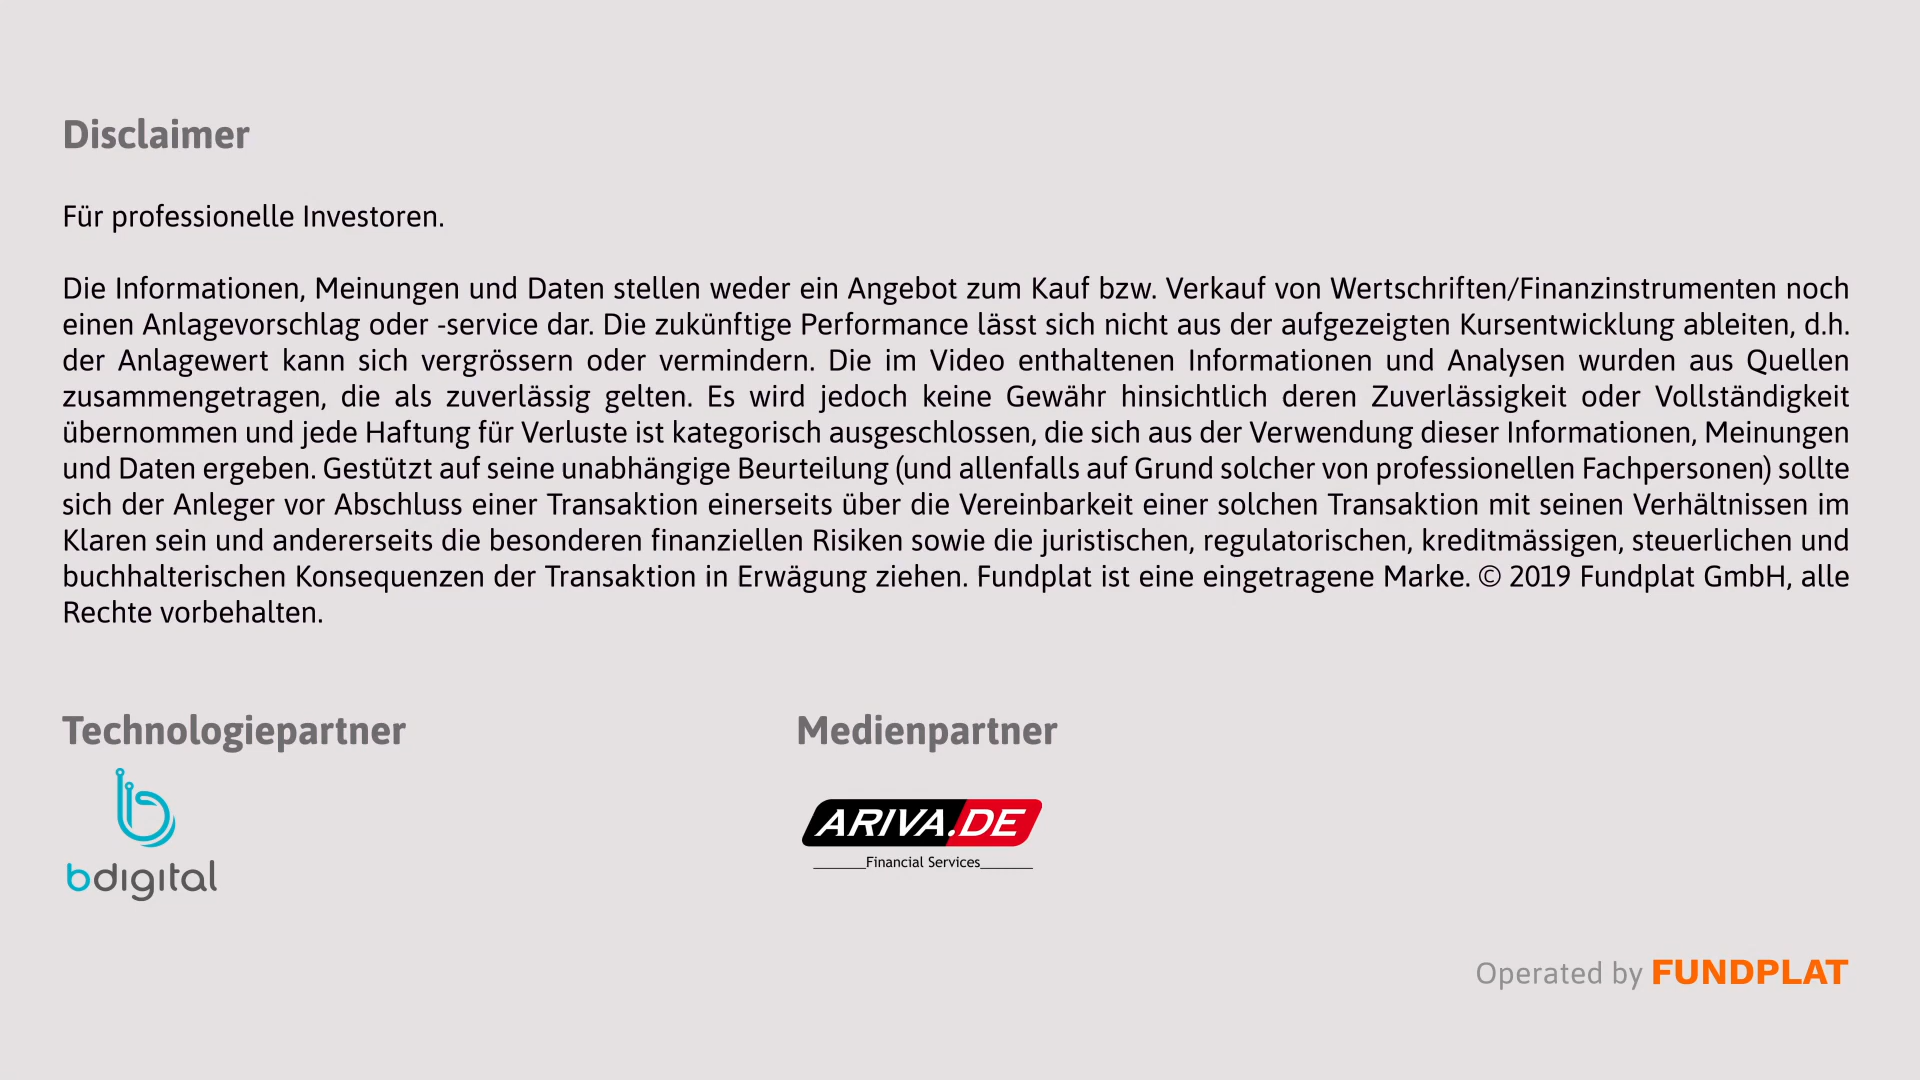 Disclaimer
Für professionelle Investoren.
Die Informationen, Meinungen und Daten stellen weder ein Angebot zum Kauf bzw. Verkauf von Wertschriften/Finanzinstrumenten noch
einen Anlagevorschlag oder -service dar. Die zukünftige Performance lässt sich nicht aus der aufgezeigten Kursentwicklung ableiten, d.h.
der Anlagewert kann sich vergrössern oder vermindern. Die im Video enthaltenen Informationen und Analysen wurden aus Quellen
zusammengetragen, die als zuverlässig gelten. Es wird jedoch keine Gewähr hinsichtlich deren Zuverlässigkeit oder Vollständigkeit
übernommen und jede Haftung für Verluste ist kategorisch ausgeschlossen, die sich aus der Verwendung dieser Informationen, Meinungen
und Daten ergeben. Gestützt auf seine unabhängige Beurteilung (und allenfalls auf Grund solcher von professionellen Fachpersonen) sollte
sich der Anleger vor Abschluss einer Transaktion einerseits über die Vereinbarkeit einer solchen Transaktion mit seinen Verhältnissen im
Klaren sein und andererseits die besonderen finanziellen Risiken sowie die juristischen, regulatorischen, kreditmässigen, steuerlichen und
buchhalterischen Konsequenzen der Transaktion in Erwägung ziehen. Fundplat ist eine eingetragene Marke. © 2019 Fundplat GmbH, alle
Rechte vorbehalten.
Technologiepartner
bdigital
Medienpartner
ARIVA.DE
Financial Services
Operated by FUNDPLAT